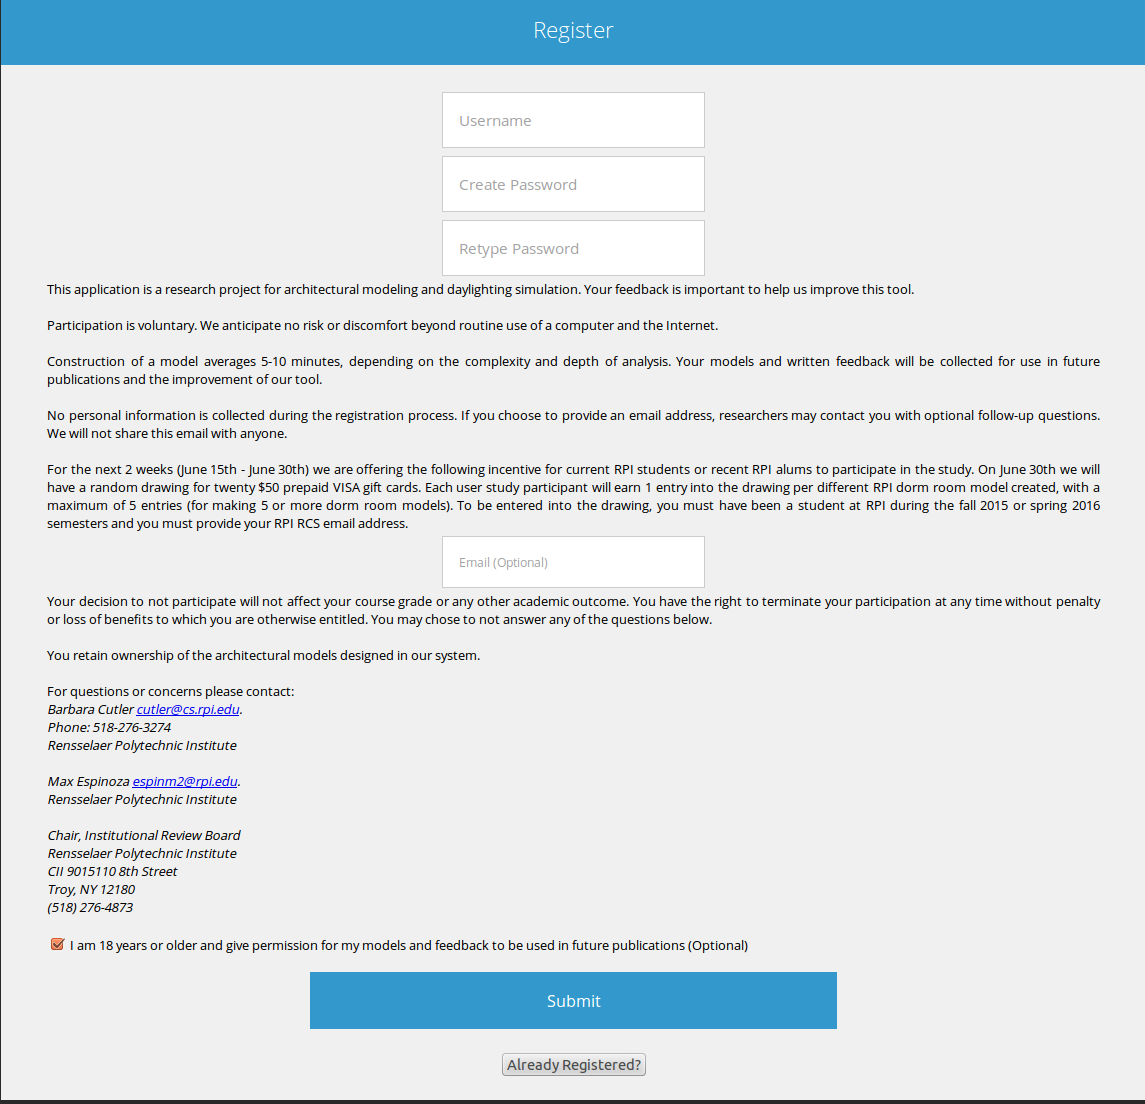 Register
Username
Create Password
Retype Password
This application is a research project for architectural modeling and daylighting simulation. Your feedback is important to help us improve this tool.
Participation is voluntary. We anticipate no risk or discomfort beyond routine use of a computer and the Internet.
Construction of a model averages 5-10 minutes, depending on the complexity and depth of analysis. Your models and written feedback will be collected for use in future
publications and the improvement of our tool.
No personal information is collected during the registration process. If you choose to provide an email address, researchers may contact you with optional follow-up questions.
We will not share this email with anyone.
For the next 2 weeks (June 15th - June 30th) we are offering the following incentive for current RPI students or recent RPI alums to participate in the study. On June 30th we will
have a random drawing for twenty $50 prepaid VISA gift cards. Each user study participant will earn 1 entry into the drawing per different RPI dorm room model created, with a
maximum of 5 entries (for making 5 or more dorm room models). To be entered into the drawing, you must have been a student at RPI during the fall 2015 or spring 2016
semesters and you must provide your RPI RCS email address.
Email (Optional)
Your decision to not participate will not affect your course grade or any other academic outcome. You have the right to terminate your participation at any time without penalty
or loss of benefits to which you are otherwise entitled. You may chose to not answer any of the questions below.
You retain ownership of the architectural models designed in our system.
For questions or concerns please contact:
Barbara Cutler cutler@cs.rpi.edu.
Phone: 518-276-3274
Rensselaer Polytechnic Institute
Max Espinoza espinm2@rpi.edu.
Rensselaer Polytechnic Institute
Chair, Institutional Review Board
Rensselaer Polytechnic Institute
CII 9015110 8th Street
Troy, NY 12180
(518) 276-4873
I am 18 years or older and give permission for my models and feedback to be used in future publications (Optional)
Submit
Already Registered?